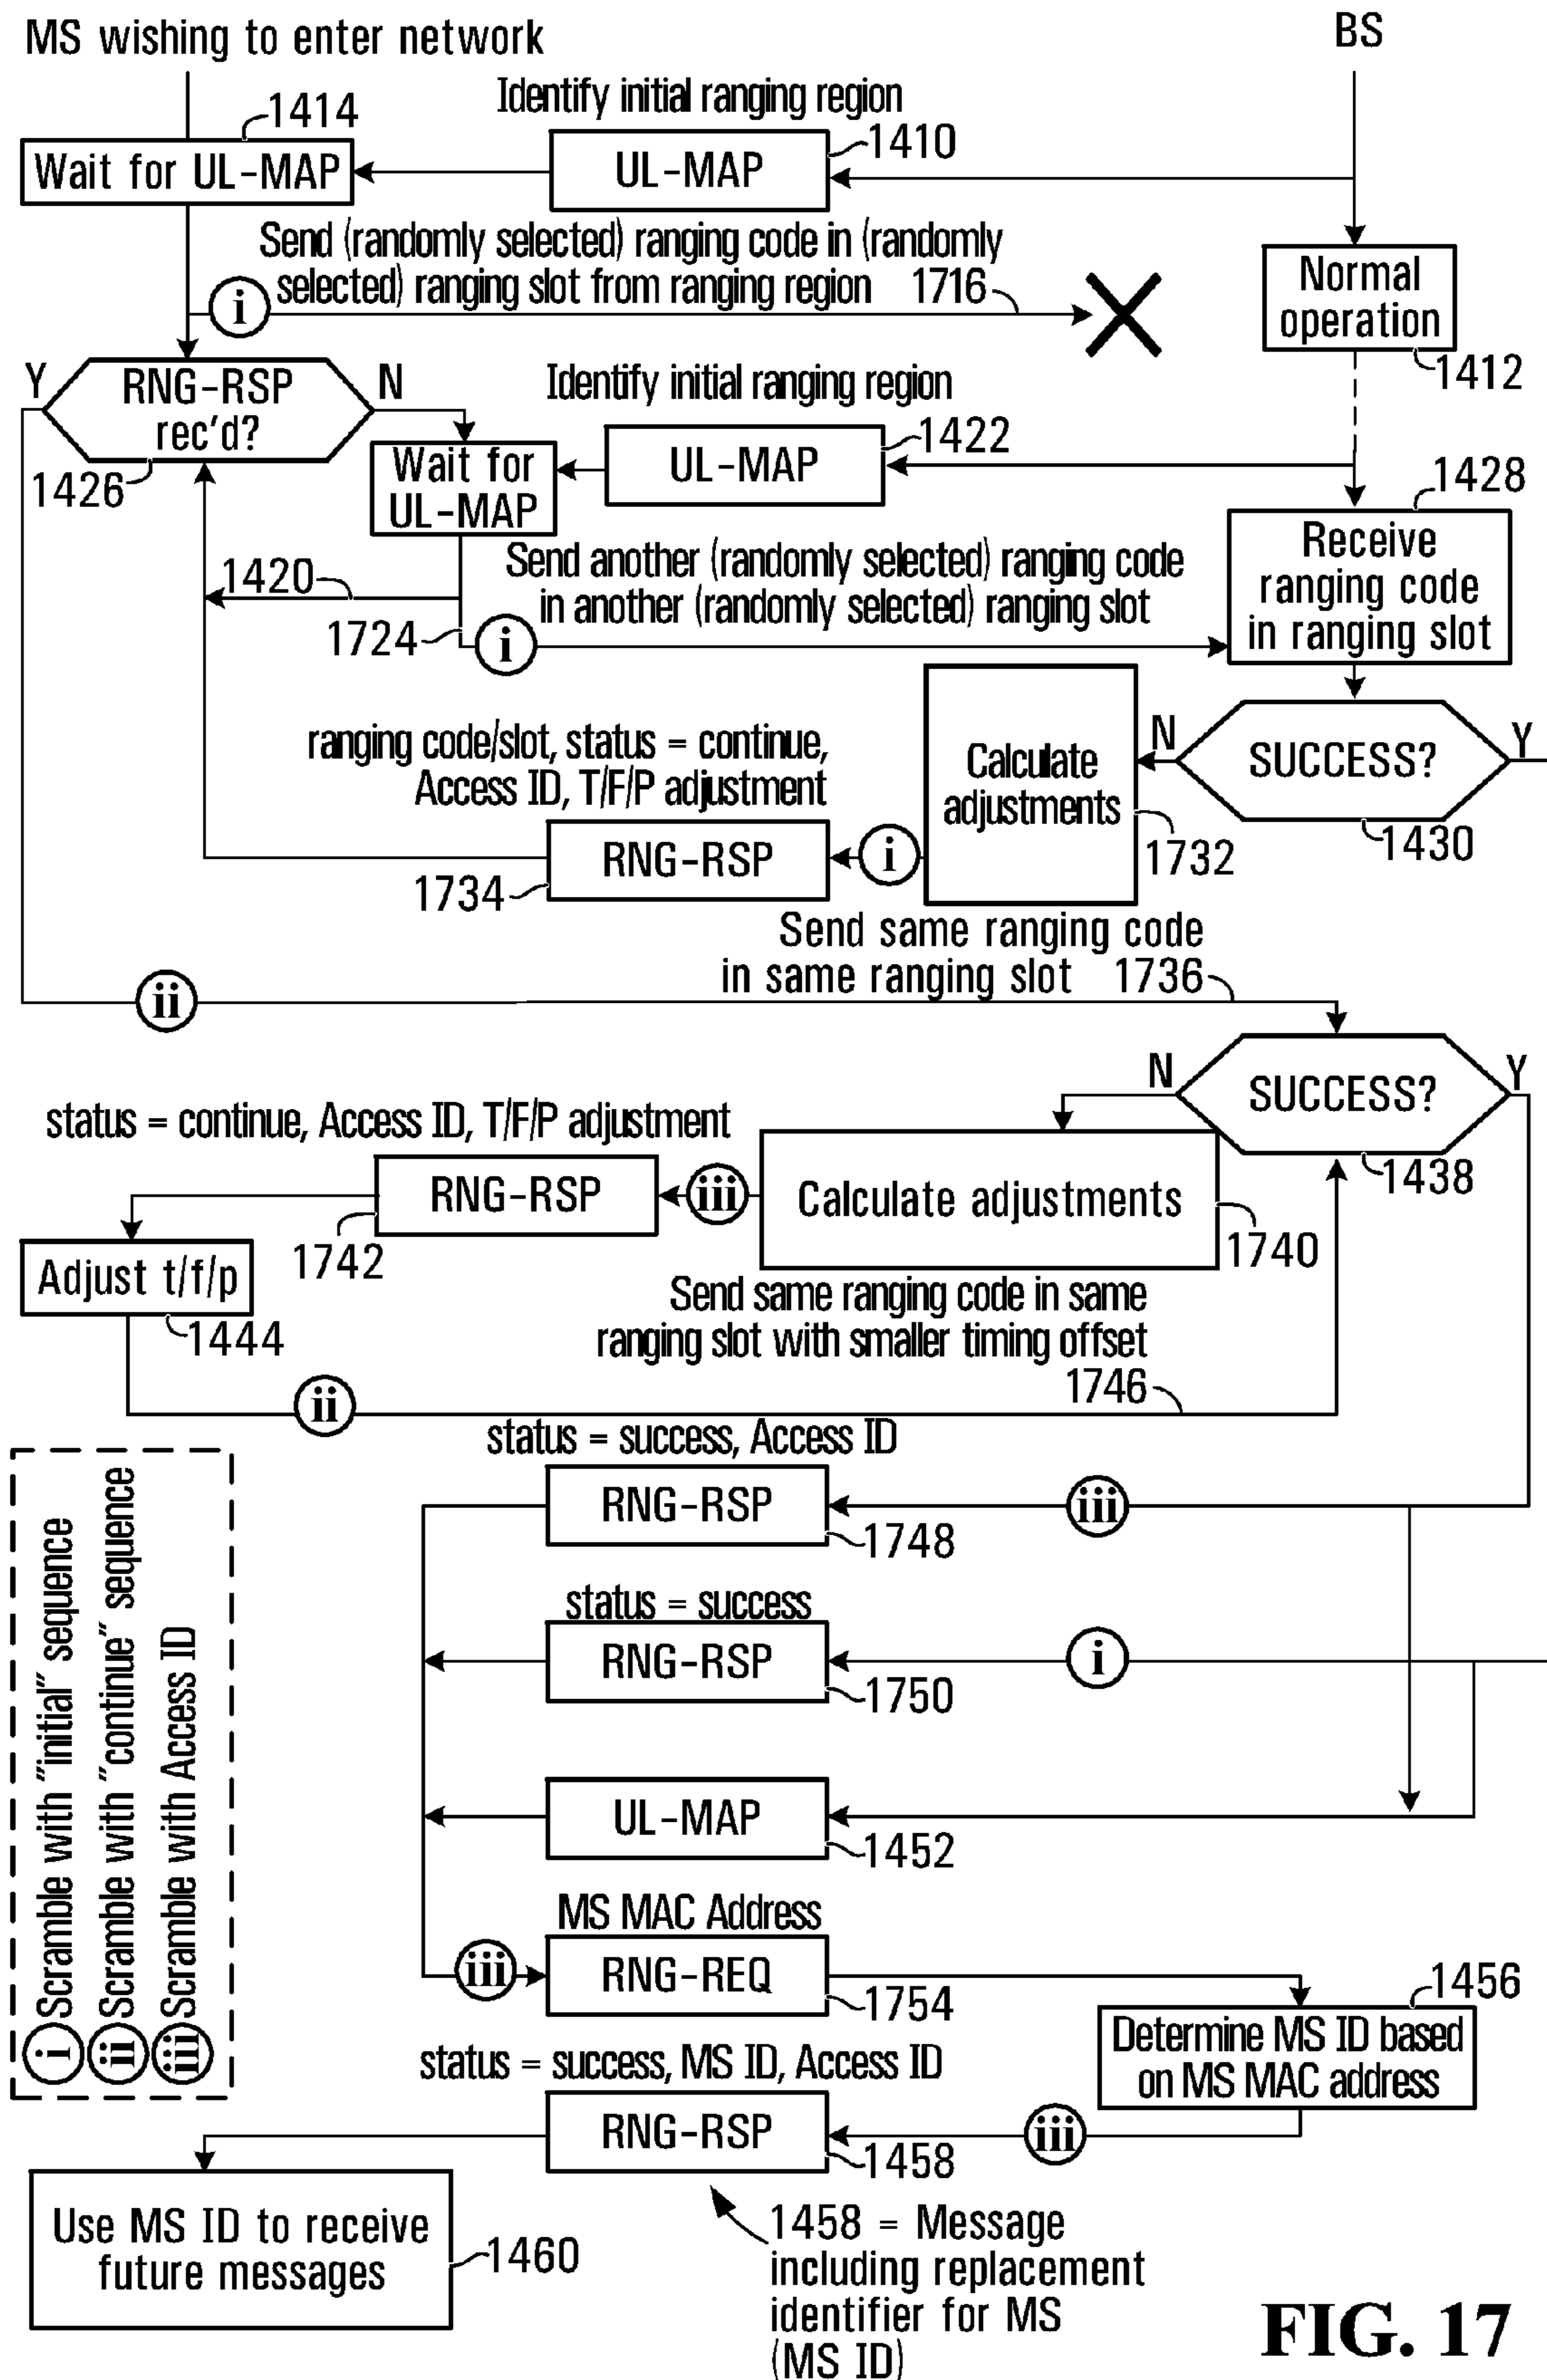 MS wishing to enter network
BS
Identify initial ranging region
1414
1410
Wait for UL-MAP
UL-MAP
Send (randomly selected) ranging code in (randomly
selected) ranging slot from ranging region 1716
i
Normal
operation
1412
Y
RNG-RSP
rec'd?
N
1426
Identify initial ranging region
Wait for
UL-MAP
UL-MAP
1422
1428
Receive
ranging code
in ranging slot
1420
Send another (randomly selected) ranging code
in another (randomly selected) ranging slot
1724
i
ranging code/slot, status = continue,
Access ID, T/F/P adjustment
Calculate
adjustments
1732
N
SUCCESS?
Y
1430
RNG-RSP
i
1734
Send same ranging code
in same ranging slot 1736
ii
N
SUCCESS?
Y
1438
status = continue, Access ID, T/F/P adjustment
RNG-RSP
iii
Calculate adjustments
1742
1740
Adjust t/f/p
1444
Send same ranging code in same
ranging slot with smaller timing offset
1746
ii
status = success, Access ID
RNG-RSP
iii
1748
status = success
RNG-RSP
i
1750
UL-MAP
1452
MS MAC Address
iii
RNG-REQ
1754
1456
Determine MS ID based
on MS MAC address
status = success, MS ID, Access ID
RNG-RSP
iii
1458
Use MS ID to receive
future messages
1460
1458 = Message
including replacement
identifier for MS
(MS ID)
i Scramble with "initial" sequence
ii Scramble with "continue" sequence
iii Scramble with Access ID
FIG. 17